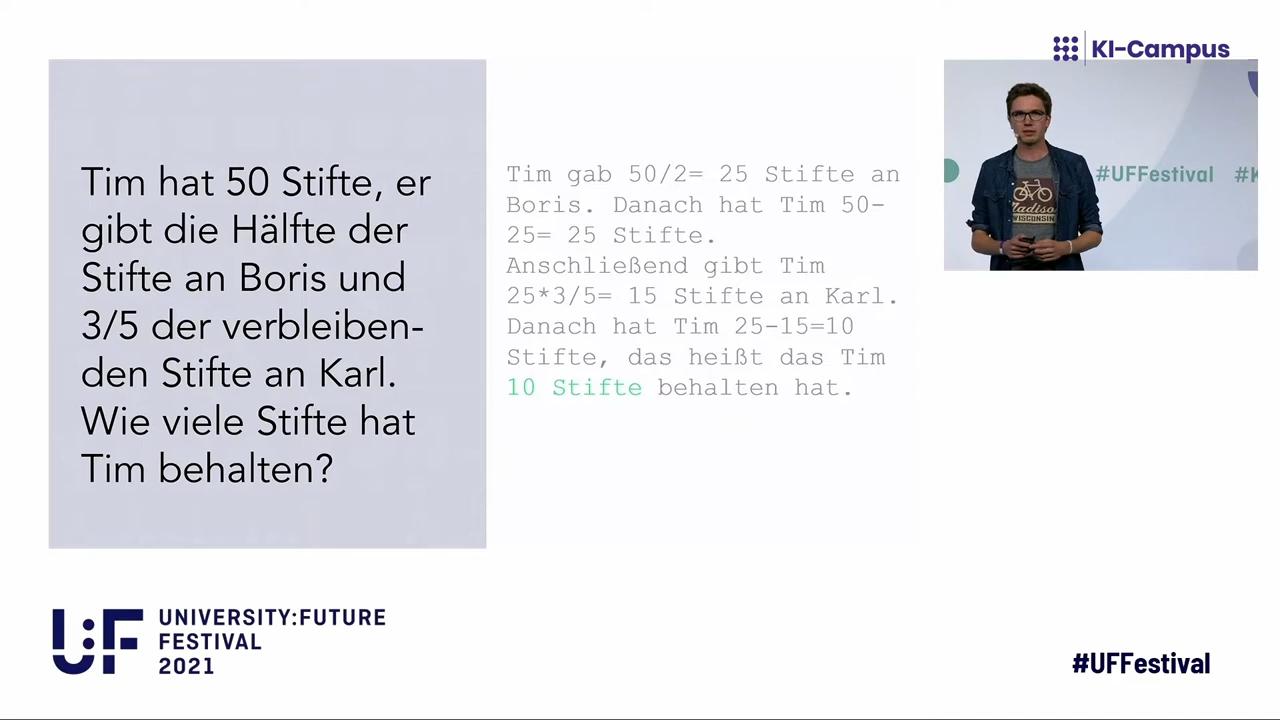 KI-Campus
Tim hat 50 Stifte, er
gibt die Hälfte der
Stifte an Boris und
3/5 der verbleiben-
den Stifte an Karl.
Wie viele Stifte hat
Tim behalten?
Tim gab 50/2= 25 Stifte an
Boris. Danach hat Tim 50-
25= 25 Stifte.
Anschließend gibt Tim
25*3/5= 15 Stifte an Karl.
Danach hat Tim 25-15=10
Stifte, das heißt das Tim
10 Stifte behalten hat.
#UFFestival #K
Madiso
WISCONSIN
U:F UNIVERSITY:FUTURE
FESTIVAL
2021
#UFFestival